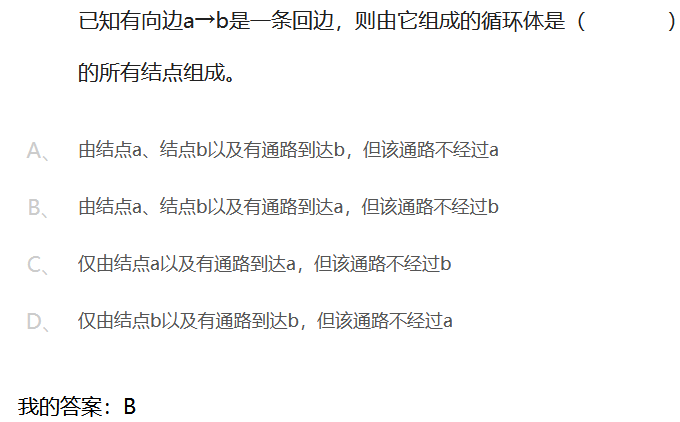 已知有向边a→b是一条回边，则由它组成的循环体是（　　　　）
的所有结点组成。
A、 由结点a、结点b以及有通路到达b，但该通路不经过a
B、 由结点a、结点b以及有通路到达a，但该通路不经过b
C、 仅由结点a以及有通路到达a，但该通路不经过b
D、 仅由结点b以及有通路到达b，但该通路不经过a
我的答案：B